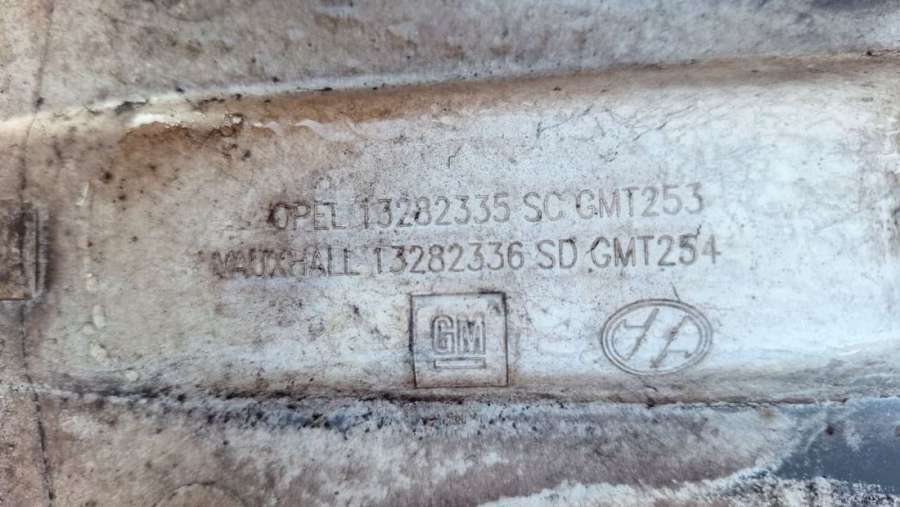 OPEL 13282335 SC GMT253
VAUXHALL 13282336 SD GMT254
GM